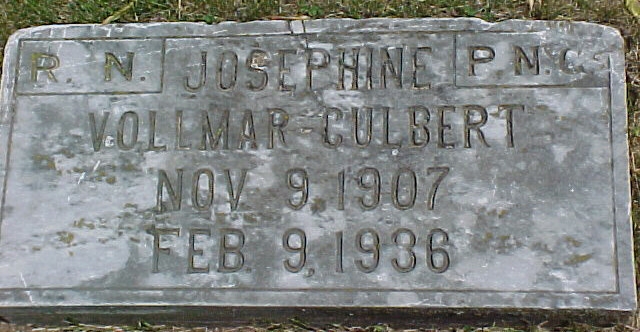 R. N. JOSEPHINE P.N.G.
VOLLMAR-CULBERT
NOV 9, 1907
FEB. 9, 1936